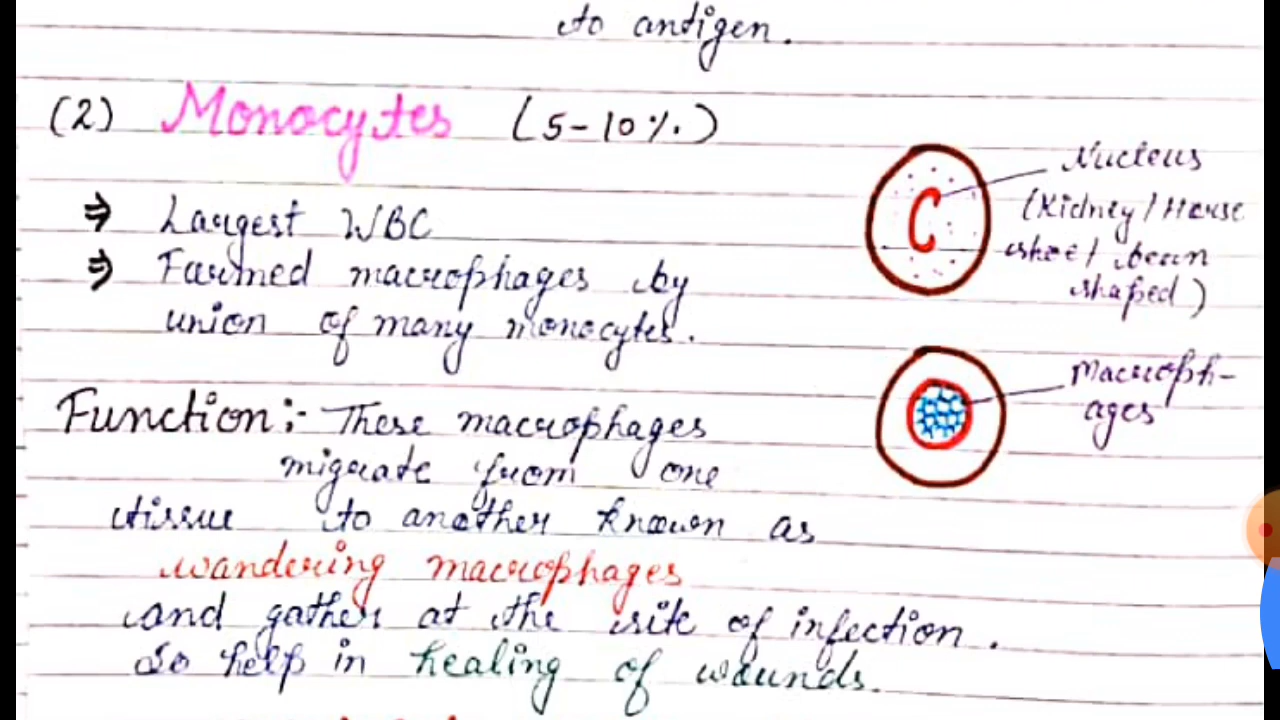 to antigen.
(2) Monocytes (5-10%.)
⇒ Largest WBC
⇒ Formed macrophages by
union of many monocytes.
Nucleus
(Kidney/Horse
shoe/ bean
shaped)
Macroph-
ages
Function:- These macrophages
migrate from one
tissue to another known as
wandering macrophages
and gather at the site of infection.
So help in healing of wounds.